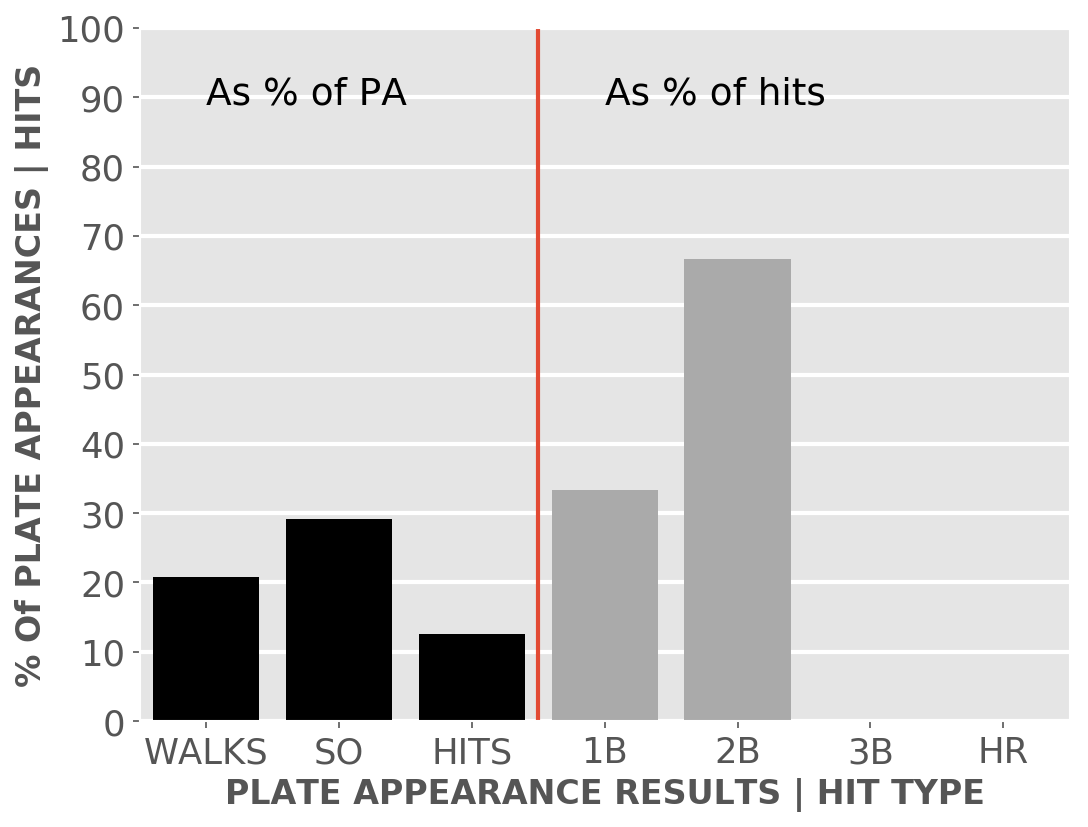 100
90
80
70
60
50
40
30
20
10
0
% Of PLATE APPEARANCES | HITS
As % of PA
As % of hits
WALKS SO HITS 1B 2B 3B HR
PLATE APPEARANCE RESULTS | HIT TYPE